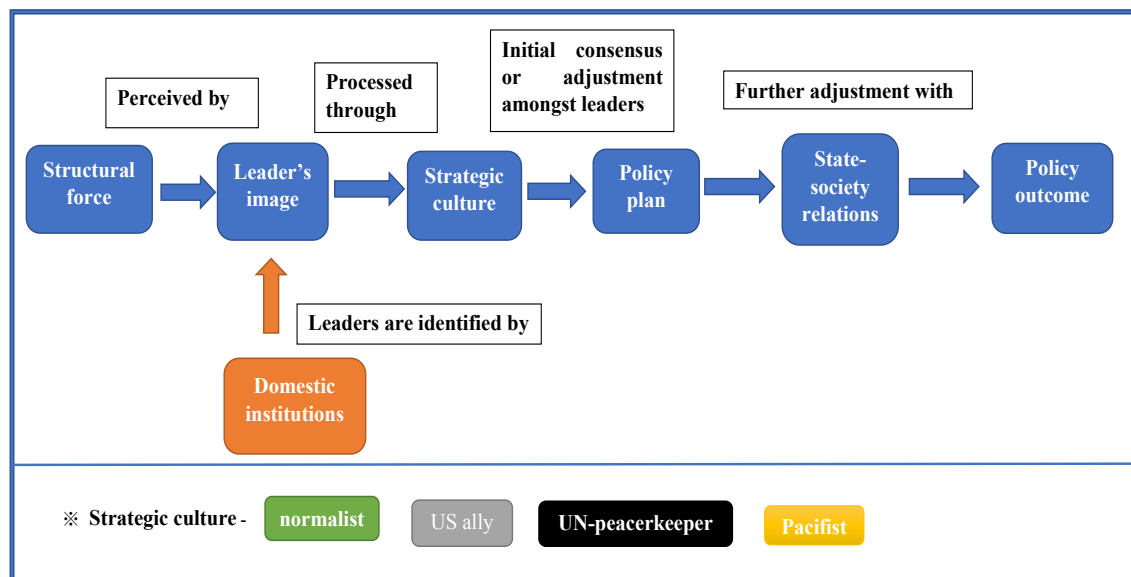 Initial consensus
or adjustment
amongst leaders
Perceived by
Processed
through
Further adjustment with
Structural
force
Leader's
image
Strategic
culture
Policy
plan
State-
society
relations
Policy
outcome
Leaders are identified by
Domestic
institutions
※ Strategic culture - normalist US ally UN-peacerkeeper Pacifist